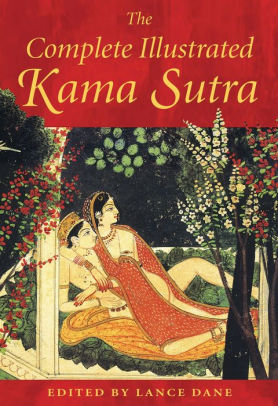 The
Complete Illustrated
Kama Sutra
EDITED BY LANCE DANE